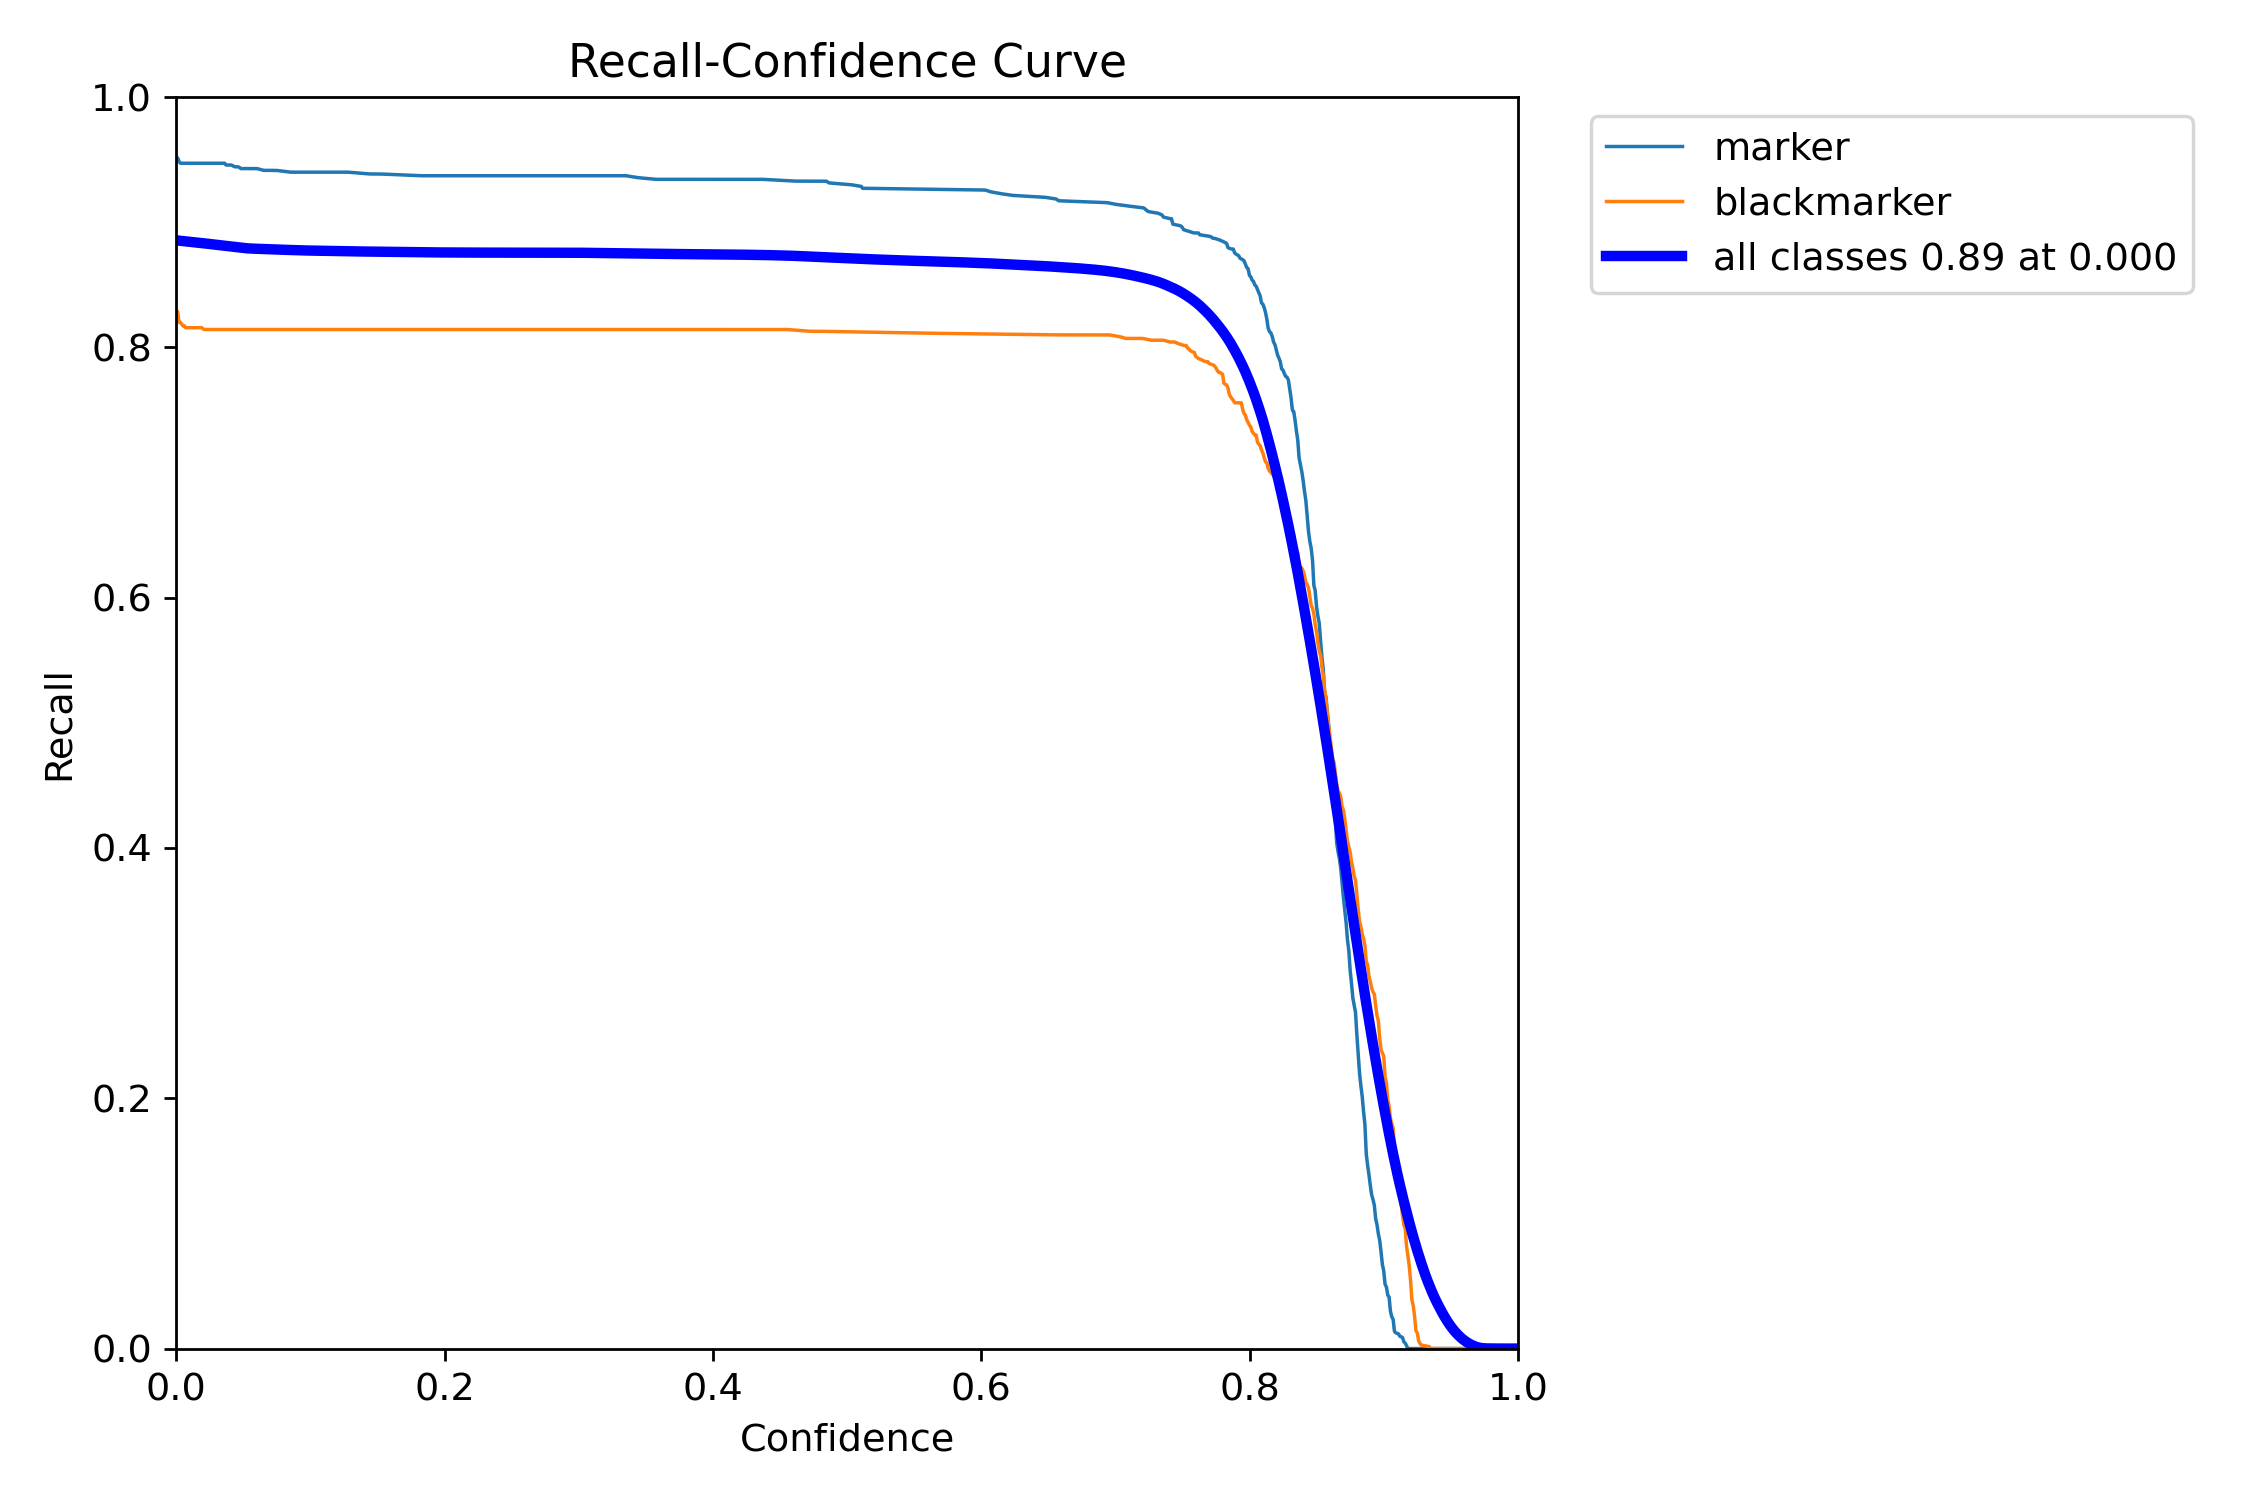 Recall-Confidence Curve
1.0
0.8
0.6
0.4
0.2
0.0
Recall
0.0 0.2 0.4 0.6 0.8 1.0
Confidence
marker
blackmarker
all classes 0.89 at 0.000